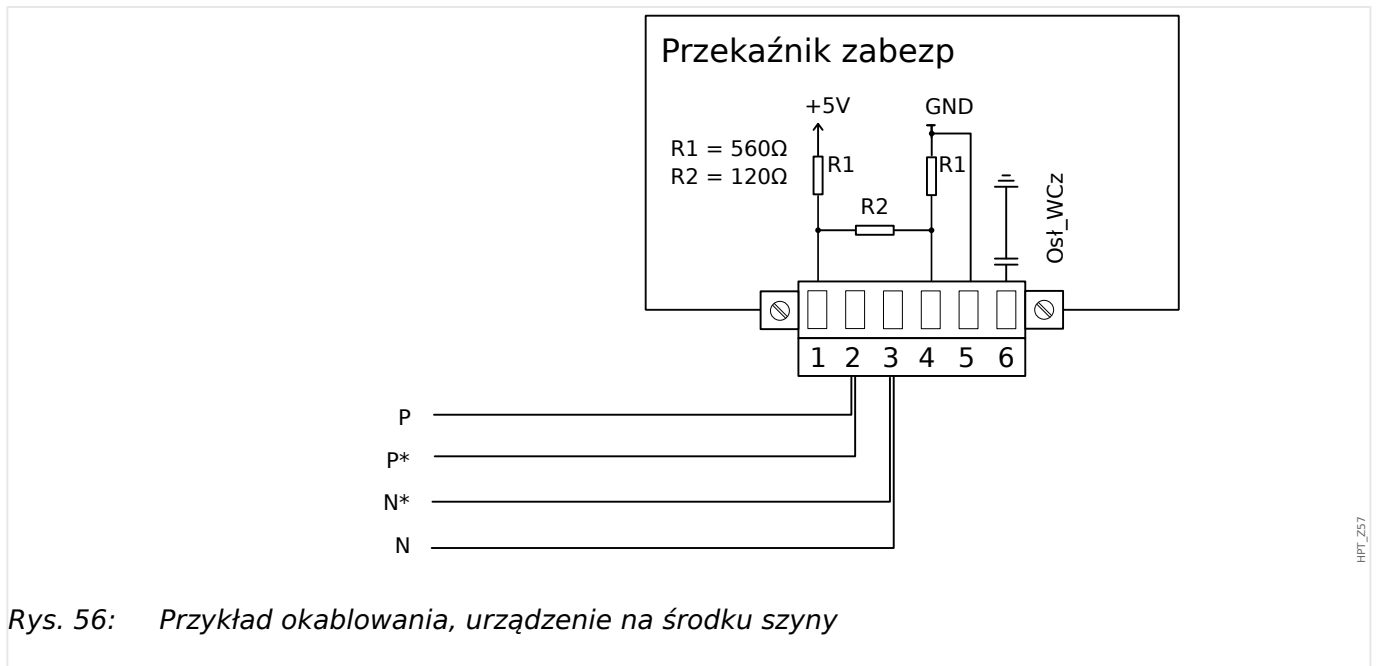 Przekaźnik zabezp
+5V
GND
R1 = 560Ω
R2 = 120Ω
R1
R1
R2
Osł_WCz
1 2 3 4 5 6
P
P*
N*
N
HPT_Z57
Rys. 56: Przykład okablowania, urządzenie na środku szyny